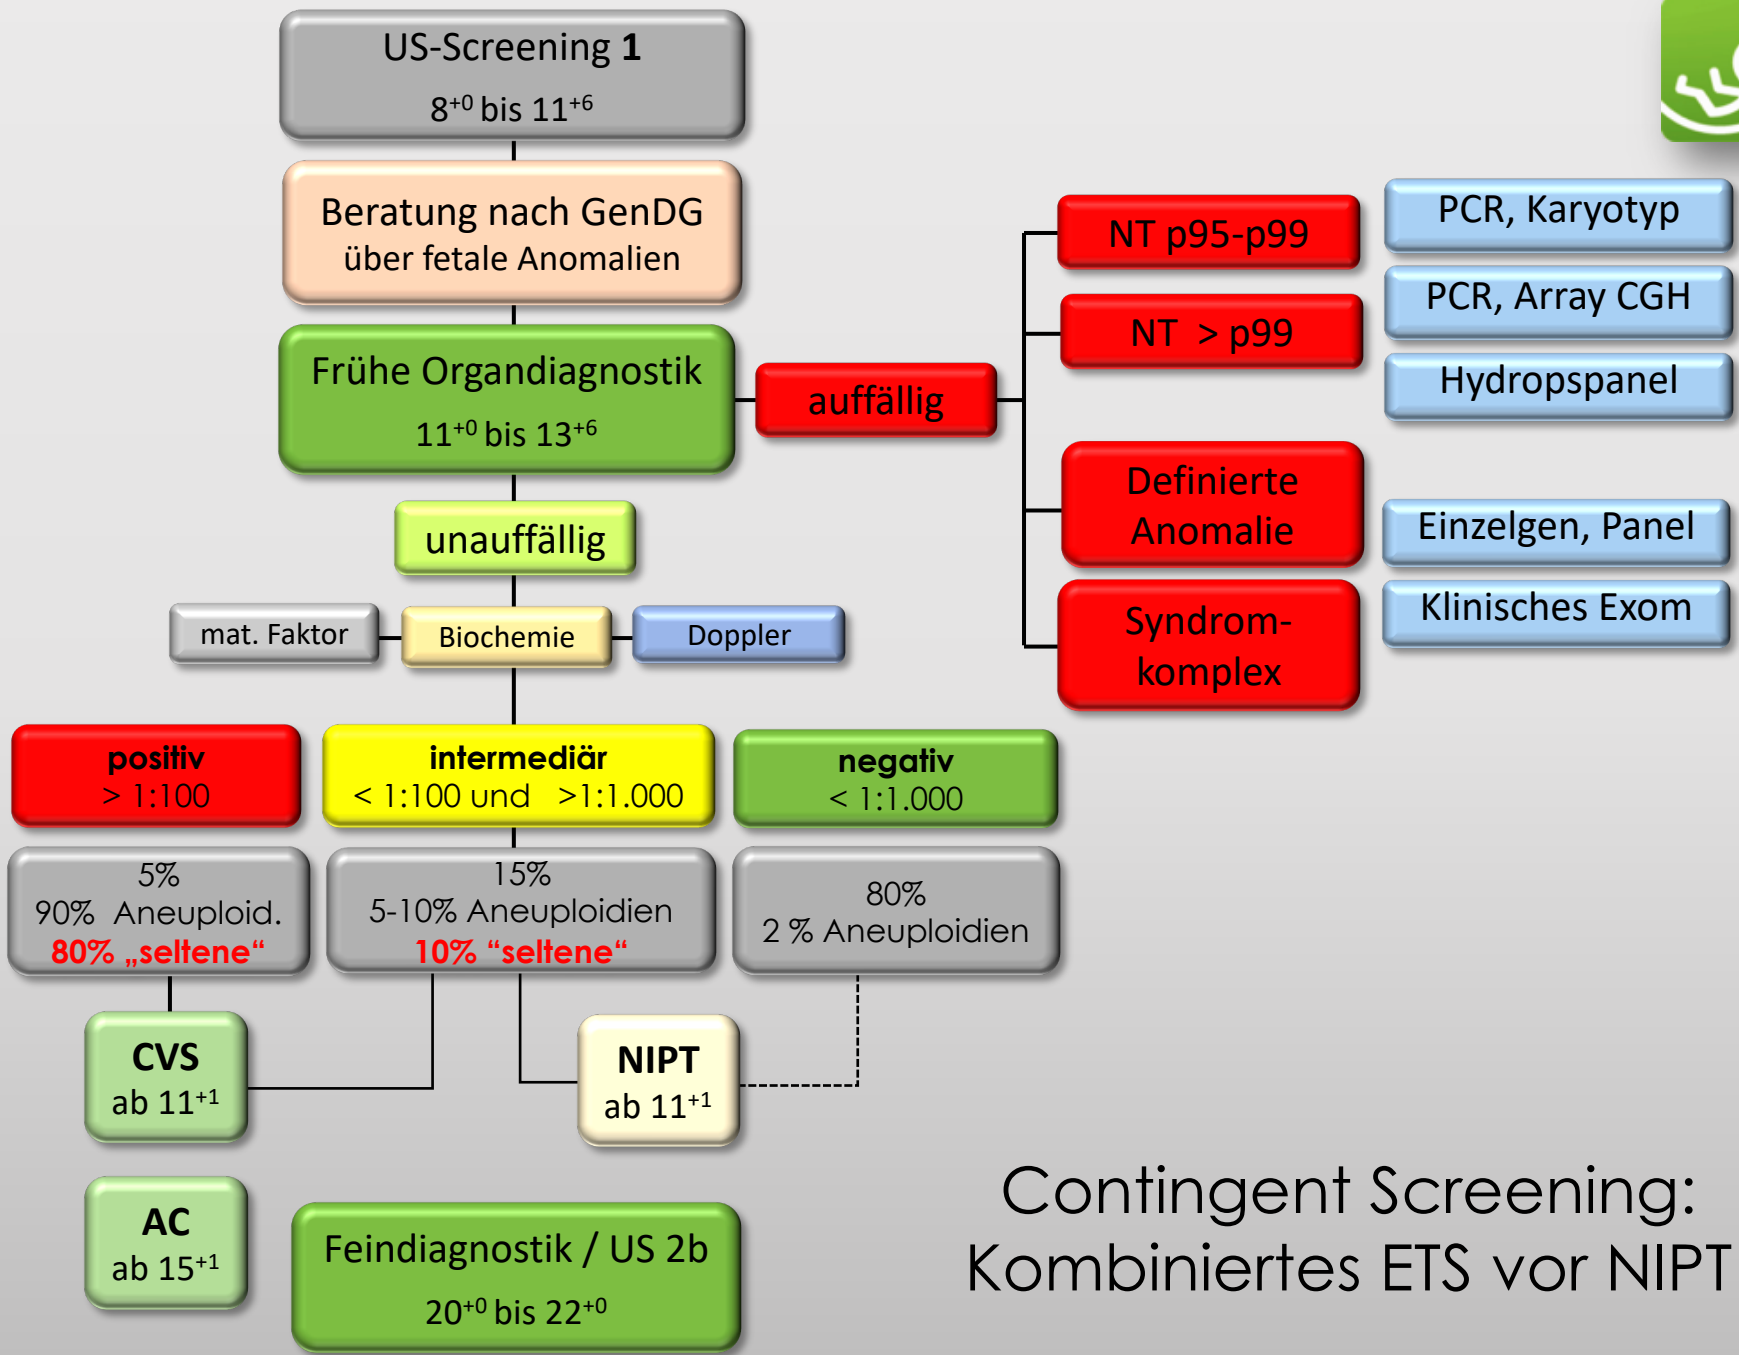 US-Screening 1
8+0 bis 11+6
Beratung nach GenDG
über fetale Anomalien
Frühe Organdiagnostik
11+0 bis 13+6
auffällig
NT p95-p99
NT > p99
Definierte
Anomalie
Syndrom-
komplex
PCR, Karyotyp
PCR, Array CGH
Hydropspanel
Einzelgen, Panel
Klinisches Exom
unauffällig
mat. Faktor
Biochemie
Doppler
positiv
> 1:100
intermediär
< 1:100 und >1:1.000
negativ
< 1:1.000
5%
90% Aneuploid.
80% „seltene“
15%
5-10% Aneuploidien
10% “seltene“
80%
2 % Aneuploidien
CVS
ab 11+1
NIPT
ab 11+1
AC
ab 15+1
Feindiagnostik / US 2b
20+0 bis 22+0
Contingent Screening:
Kombiniertes ETS vor NIPT